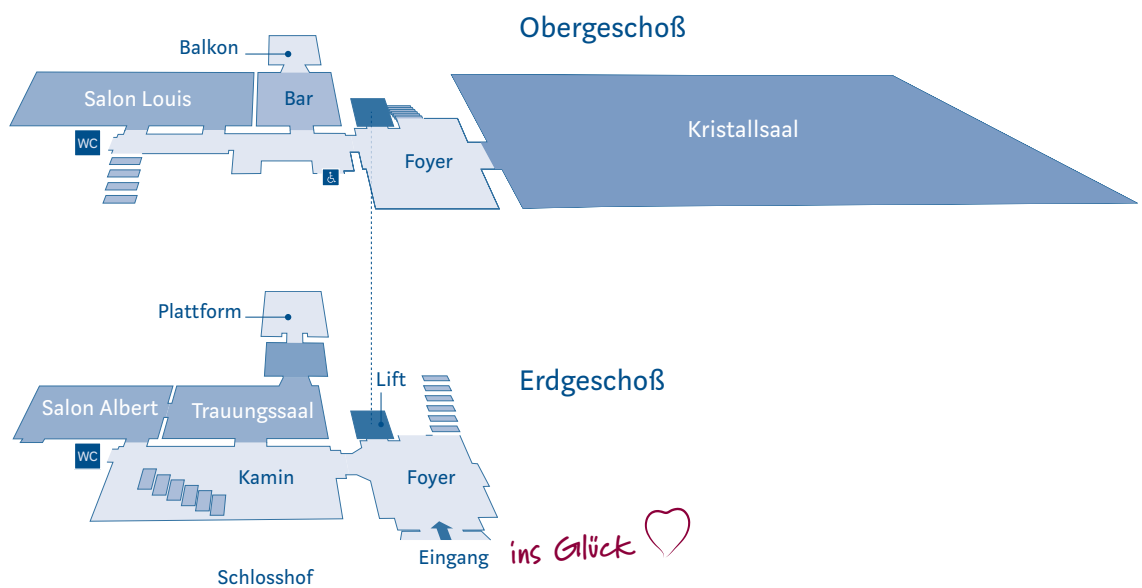 Obergeschoß
Balkon
Salon Louis
Bar
Kristallsaal
WC
Foyer
Plattform
Lift
Erdgeschoß
Salon Albert
Trauungssaal
WC
Kamin
Foyer
Eingang ins Glück
Schlosshof